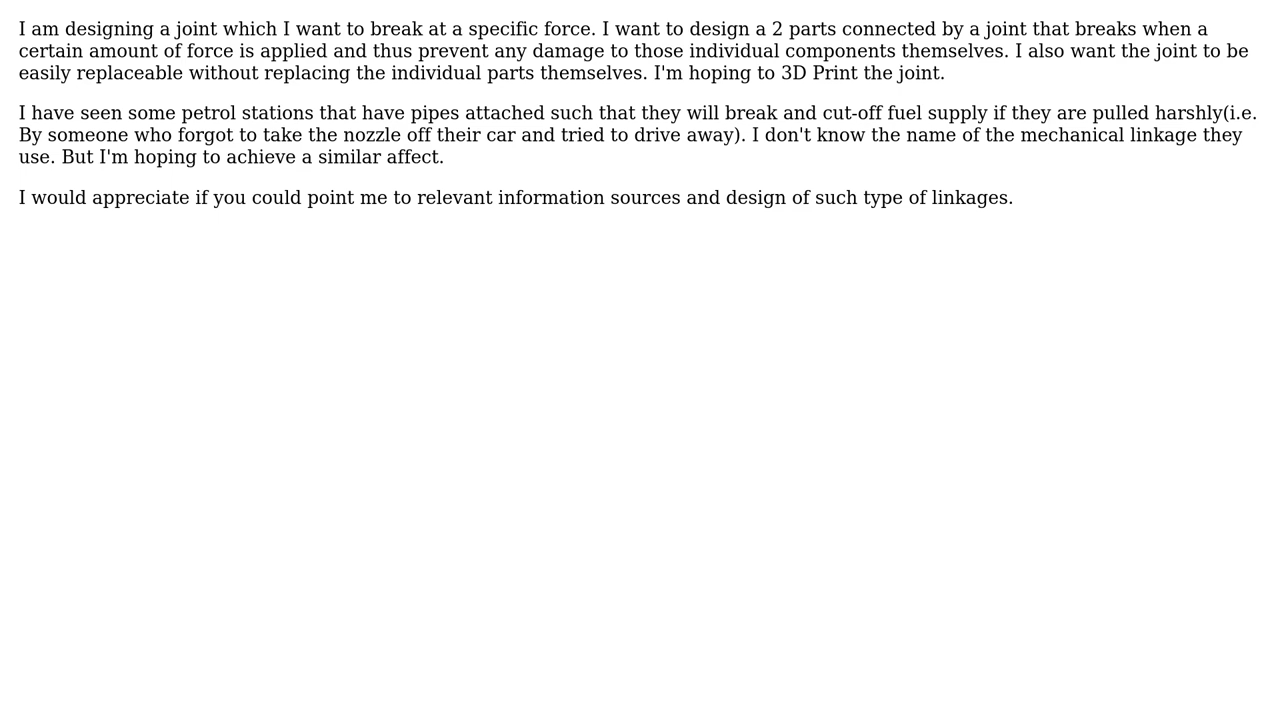 I am designing a joint which I want to break at a specific force. I want to design a 2 parts connected by a joint that breaks when a
certain amount of force is applied and thus prevent any damage to those individual components themselves. I also want the joint to be
easily replaceable without replacing the individual parts themselves. I'm hoping to 3D Print the joint.
I have seen some petrol stations that have pipes attached such that they will break and cut-off fuel supply if they are pulled harshly(i.e.
By someone who forgot to take the nozzle off their car and tried to drive away). I don't know the name of the mechanical linkage they
use. But I'm hoping to achieve a similar affect.
I would appreciate if you could point me to relevant information sources and design of such type of linkages.